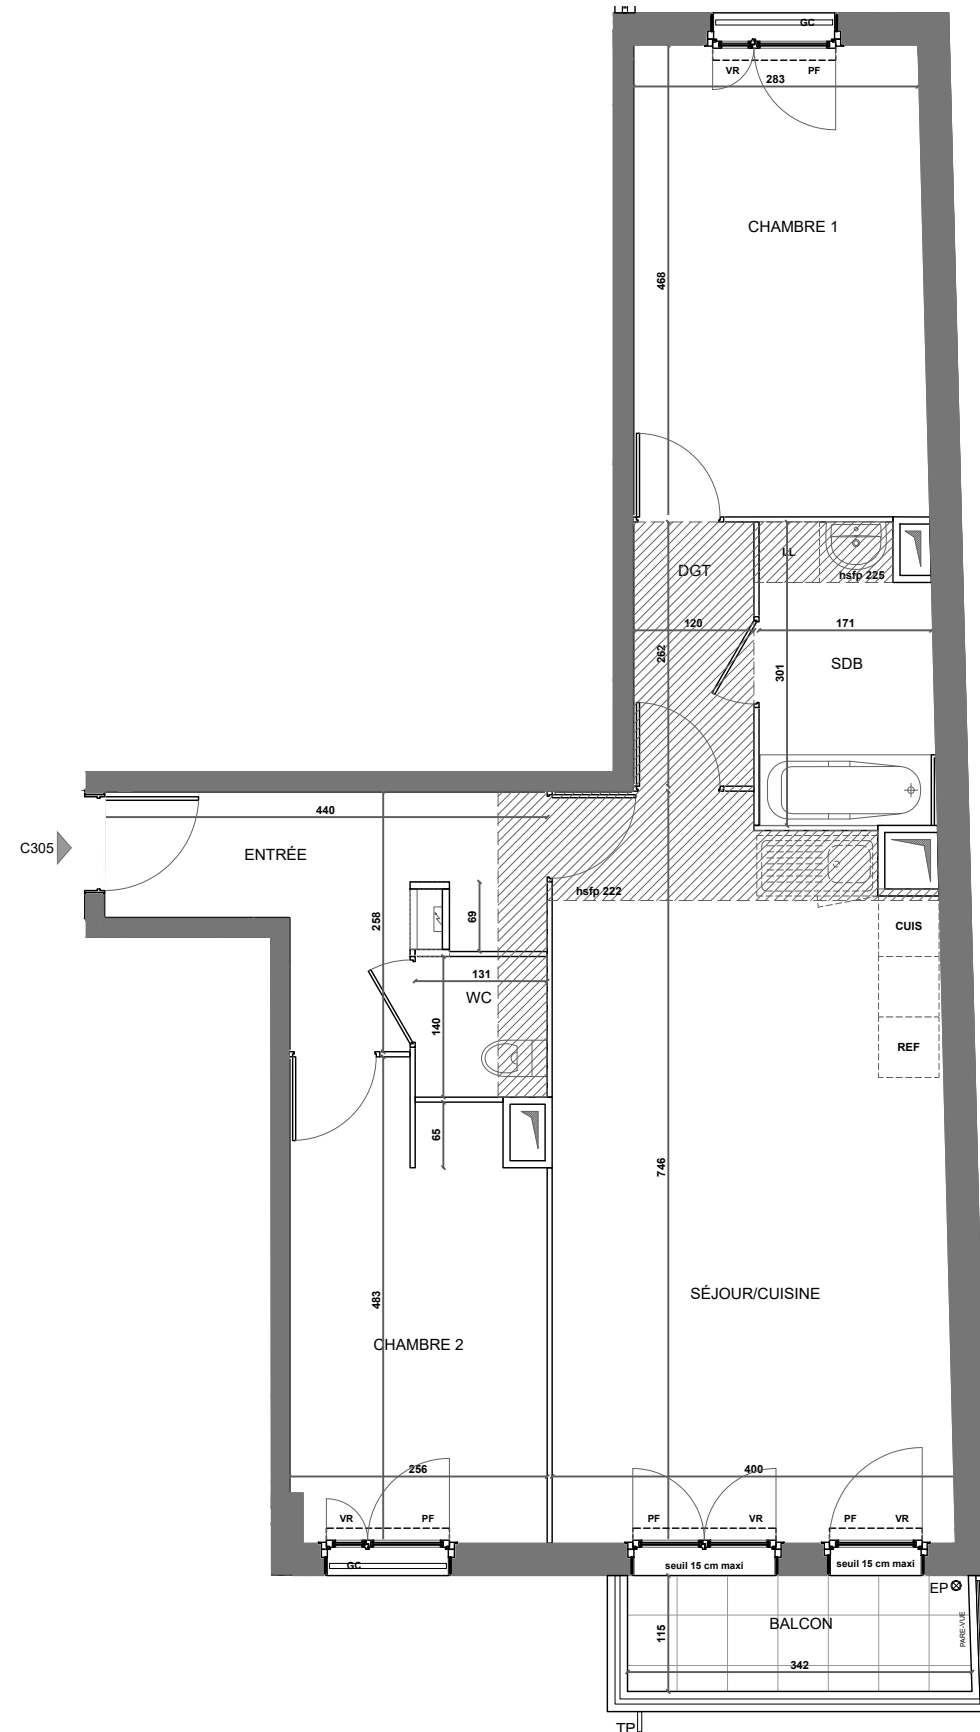 GC
VR
PF
283
CHAMBRE 1
468
LL
DGT
hsfp 225
120
171
262
301
SDB
440
C305
ENTRÉE
hsfp 222
258
69
CUIS
131
WC
140
REF
65
746
483
SÉJOUR/CUISINE
CHAMBRE 2
256
400
VR
PF
PF
VR
PF
VR
GC
seuil 15 cm maxi
seuil 15 cm maxi
EP
BALCON
115
PARE-VUE
342
TP